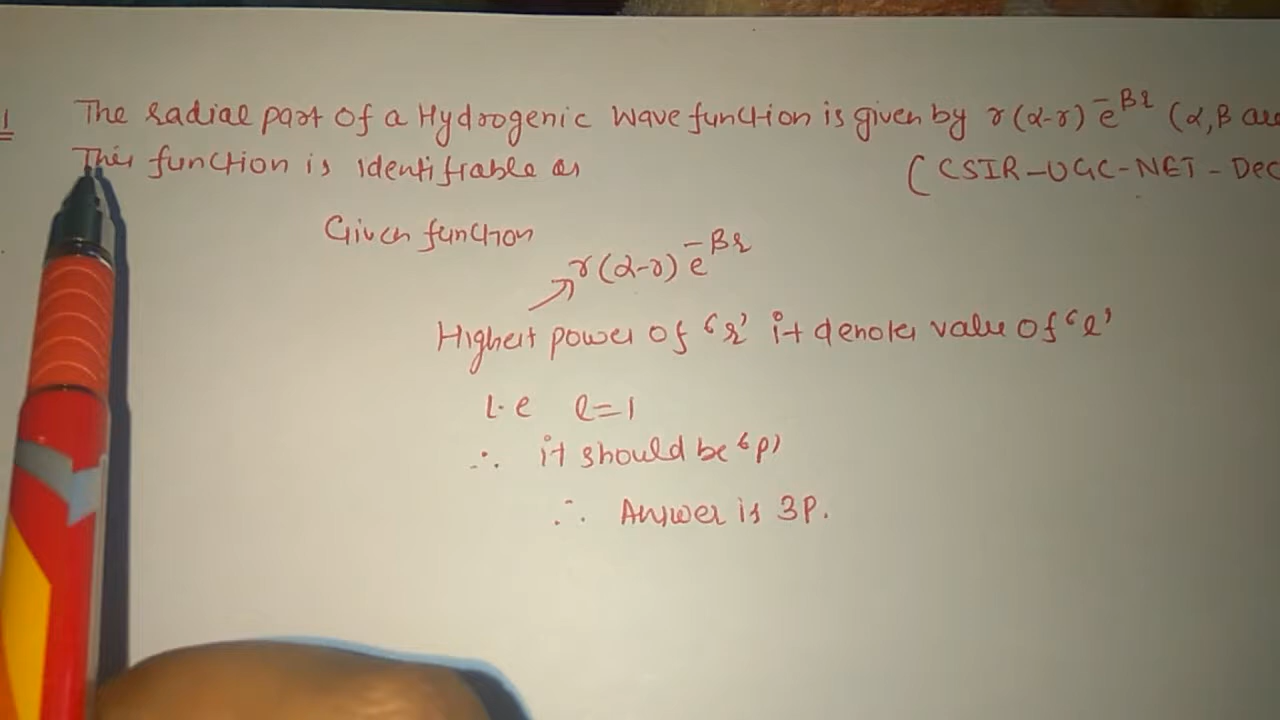 1 The radial part of a Hydrogenic wave function is given by r(α-r) e^-βr (α, β are
This function is identifiable as (CSIR-UGC-NET-Dec
Given function
r(α-r) e^-βr
Highest power of 'r' it denotes value of 'l'
i.e l=1
∴ it should be 'p'
∴ Answer is 3P.